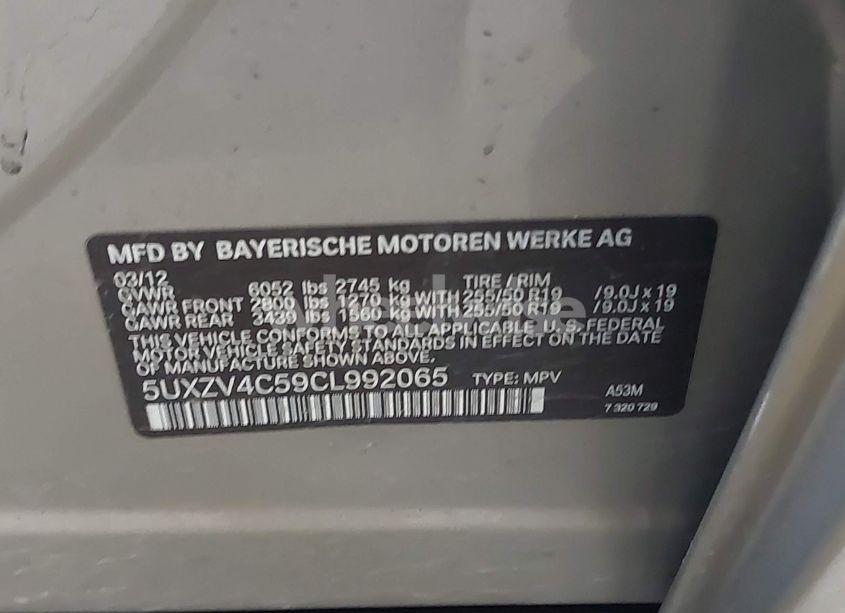 MFD BY BAYERISCHE MOTOREN WERKE AG
03/12
GVWR 6052 lbs 2745 kg TIRE / RIM
GAWR FRONT 2800 lbs 1270 kg WITH 255/50 R19 /9.0J x 19
GAWR REAR 3439 lbs 1560 kg WITH 255/50 R19 /9.0J x 19
THIS VEHICLE CONFORMS TO ALL APPLICABLE U.S. FEDERAL
MOTOR VEHICLE SAFETY STANDARDS IN EFFECT ON THE DATE
OF MANUFACTURE SHOWN ABOVE.
5UXZV4C59CL992065 TYPE: MPV A53M
7 320 729